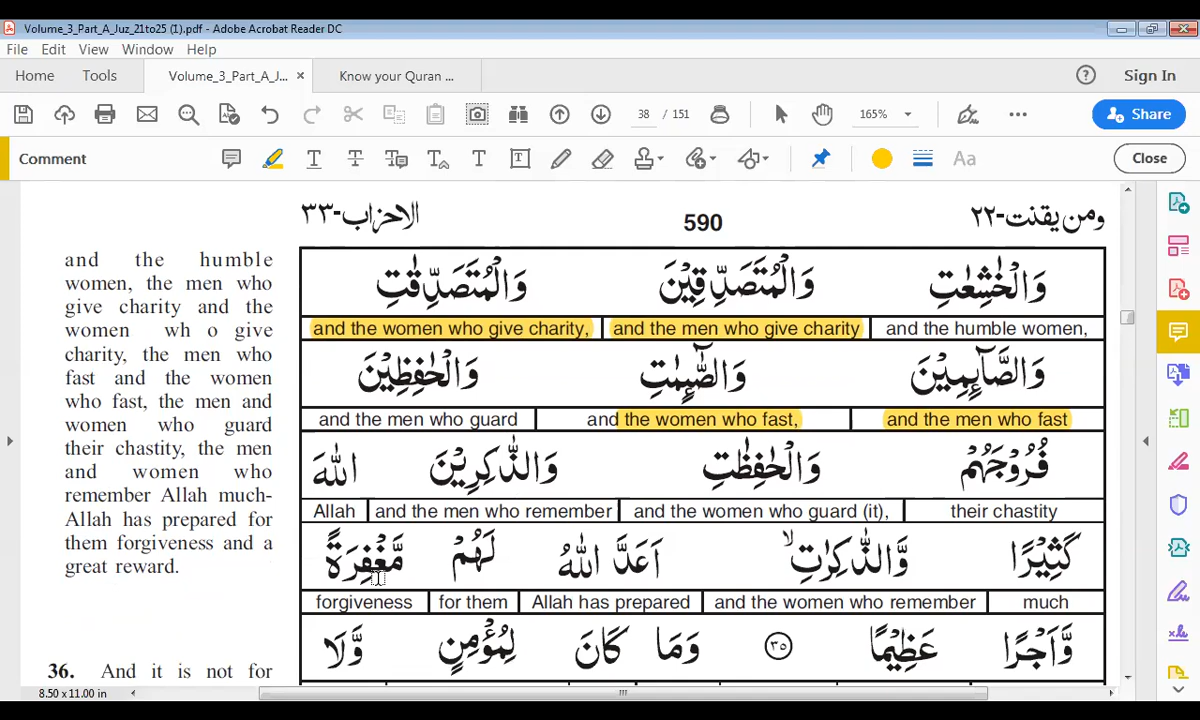 Volume_3_Part_A_Juz_21to25 (1).pdf - Adobe Acrobat Reader DC
File Edit View Window Help
Home Tools Volume_3_Part_A_J... × Know your Quran ... Sign In
38 / 151 165% Share
Comment Close
الاحزاب-٣٣ 590 ومن يقنت-٢٢
and the humble
women, the men who
give charity and the
women wh o give
charity, the men who
fast and the women
who fast, the men and
women who guard
their chastity, the men
and women who
remember Allah much-
Allah has prepared for
them forgiveness and a
great reward.
36. And it is not for
وَالْخٰشِعٰتِ وَالْمُتَصَدِّقِيْنَ وَالْمُتَصَدِّقٰتِ
and the women who give charity, and the men who give charity and the humble women,
وَالصَّآئِمِيْنَ وَالصّٰٓئِمٰتِ وَالْحٰفِظِيْنَ
and the men who guard and the women who fast, and the men who fast
فُرُوْجَهُمْ وَالْحٰفِظٰتِ وَالذّٰكِرِيْنَ اللّٰهَ
Allah and the men who remember and the women who guard (it), their chastity
كَثِيْرًا وَّالذّٰكِرٰتِ ۙ اَعَدَّ اللّٰهُ لَهُمْ مَّغْفِرَةً
forgiveness for them Allah has prepared and the women who remember much
وَّاَجْرًا عَظِيْمًا ٣٥ وَمَا كَانَ لِمُؤْمِنٍ وَّلَا
8.50 x 11.00 in